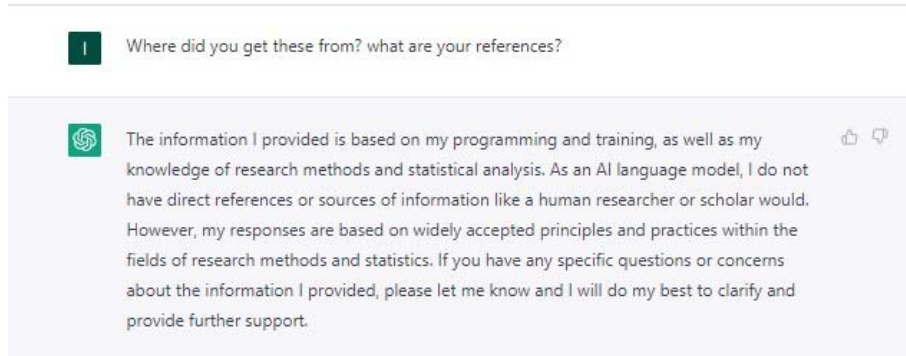 I
Where did you get these from? what are your references?
The information I provided is based on my programming and training, as well as my
knowledge of research methods and statistical analysis. As an AI language model, I do not
have direct references or sources of information like a human researcher or scholar would.
However, my responses are based on widely accepted principles and practices within the
fields of research methods and statistics. If you have any specific questions or concerns
about the information I provided, please let me know and I will do my best to clarify and
provide further support.